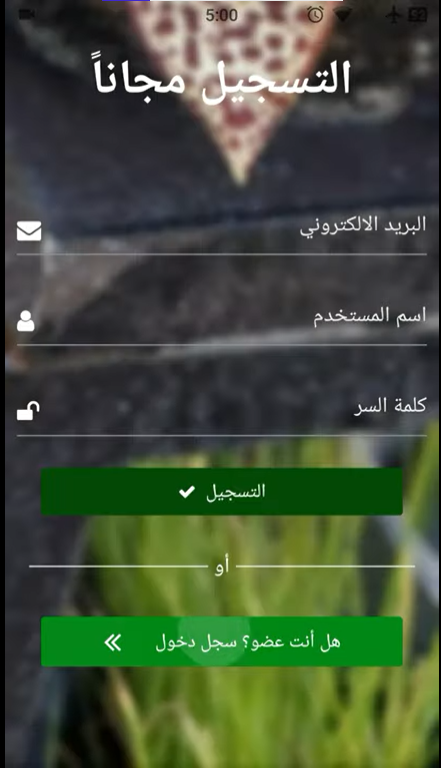 5:00
التسجيل مجاناً
البريد الالكتروني
اسم المستخدم
كلمة السر
التسجيل
أو
هل أنت عضو؟ سجل دخول